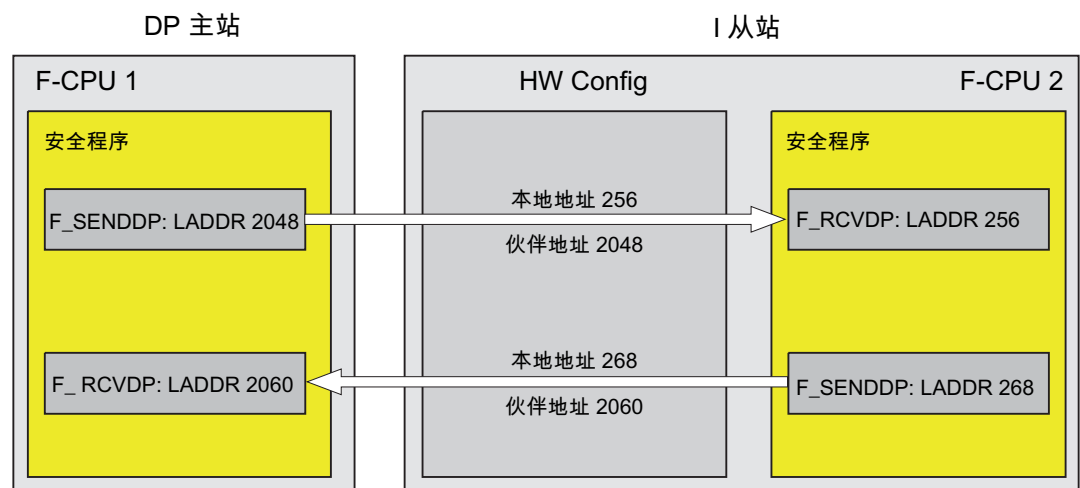 DP 主站
I 从站
F-CPU 1
HW Config
F-CPU 2
安全程序
安全程序
F_SENDDP: LADDR 2048
本地地址 256
伙伴地址 2048
F_RCVDP: LADDR 256
F_ RCVDP: LADDR 2060
本地地址 268
伙伴地址 2060
F_SENDDP: LADDR 268